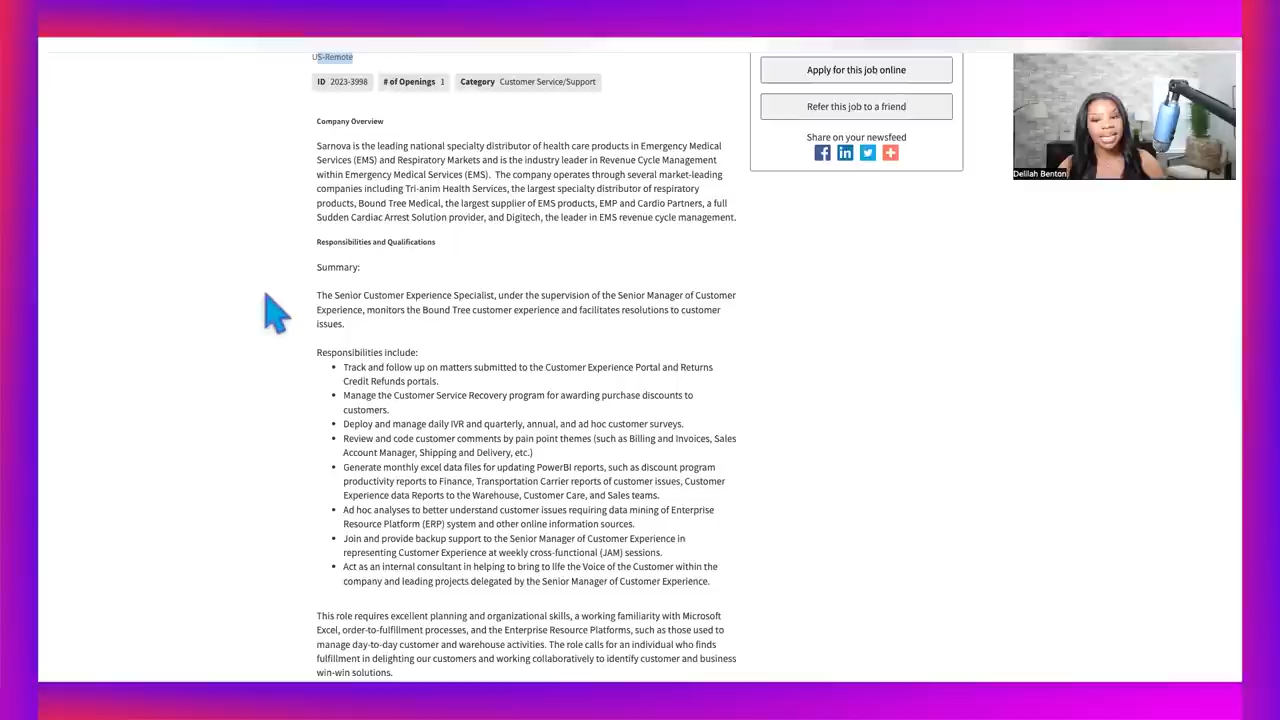 US-Remote
ID 2023-3998 # of Openings 1 Category Customer Service/Support
Company Overview
Sarnova is the leading national specialty distributor of health care products in Emergency Medical
Services (EMS) and Respiratory Markets and is the industry leader in Revenue Cycle Management
within Emergency Medical Services (EMS). The company operates through several market-leading
companies including Tri-anim Health Services, the largest specialty distributor of respiratory
products, Bound Tree Medical, the largest supplier of EMS products, EMP and Cardio Partners, a full
Sudden Cardiac Arrest Solution provider, and Digitech, the leader in EMS revenue cycle management.
Responsibilities and Qualifications
Summary:
The Senior Customer Experience Specialist, under the supervision of the Senior Manager of Customer
Experience, monitors the Bound Tree customer experience and facilitates resolutions to customer
issues.
Responsibilities include:
• Track and follow up on matters submitted to the Customer Experience Portal and Returns
Credit Refunds portals.
• Manage the Customer Service Recovery program for awarding purchase discounts to
customers.
• Deploy and manage daily IVR and quarterly, annual, and ad hoc customer surveys.
• Review and code customer comments by pain point themes (such as Billing and Invoices, Sales
Account Manager, Shipping and Delivery, etc.)
• Generate monthly excel data files for updating PowerBI reports, such as discount program
productivity reports to Finance, Transportation Carrier reports of customer issues, Customer
Experience data Reports to the Warehouse, Customer Care, and Sales teams.
• Ad hoc analyses to better understand customer issues requiring data mining of Enterprise
Resource Platform (ERP) system and other online information sources.
• Join and provide backup support to the Senior Manager of Customer Experience in
representing Customer Experience at weekly cross-functional (JAM) sessions.
• Act as an internal consultant in helping to bring to life the Voice of the Customer within the
company and leading projects delegated by the Senior Manager of Customer Experience.
This role requires excellent planning and organizational skills, a working familiarity with Microsoft
Excel, order-to-fulfillment processes, and the Enterprise Resource Platforms, such as those used to
manage day-to-day customer and warehouse activities. The role calls for an individual who finds
fulfillment in delighting our customers and working collaboratively to identify customer and business
win-win solutions.
Apply for this job online
Refer this job to a friend
Share on your newsfeed
Delilah Benton